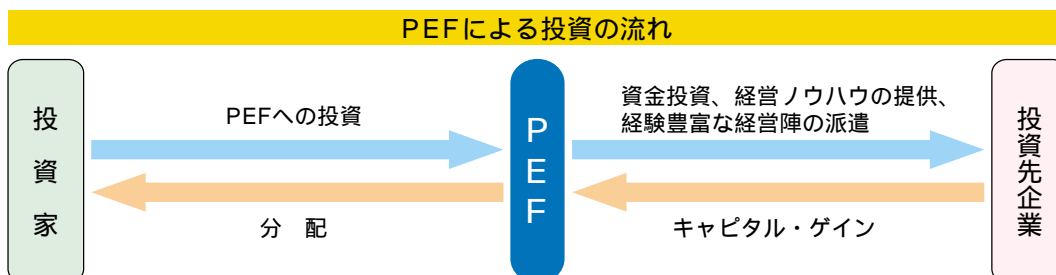 PEFによる投資の流れ
投資家
PEFへの投資
分　配
PEF
資金投資、経営ノウハウの提供、
経験豊富な経営陣の派遣
キャピタル・ゲイン
投資先企業